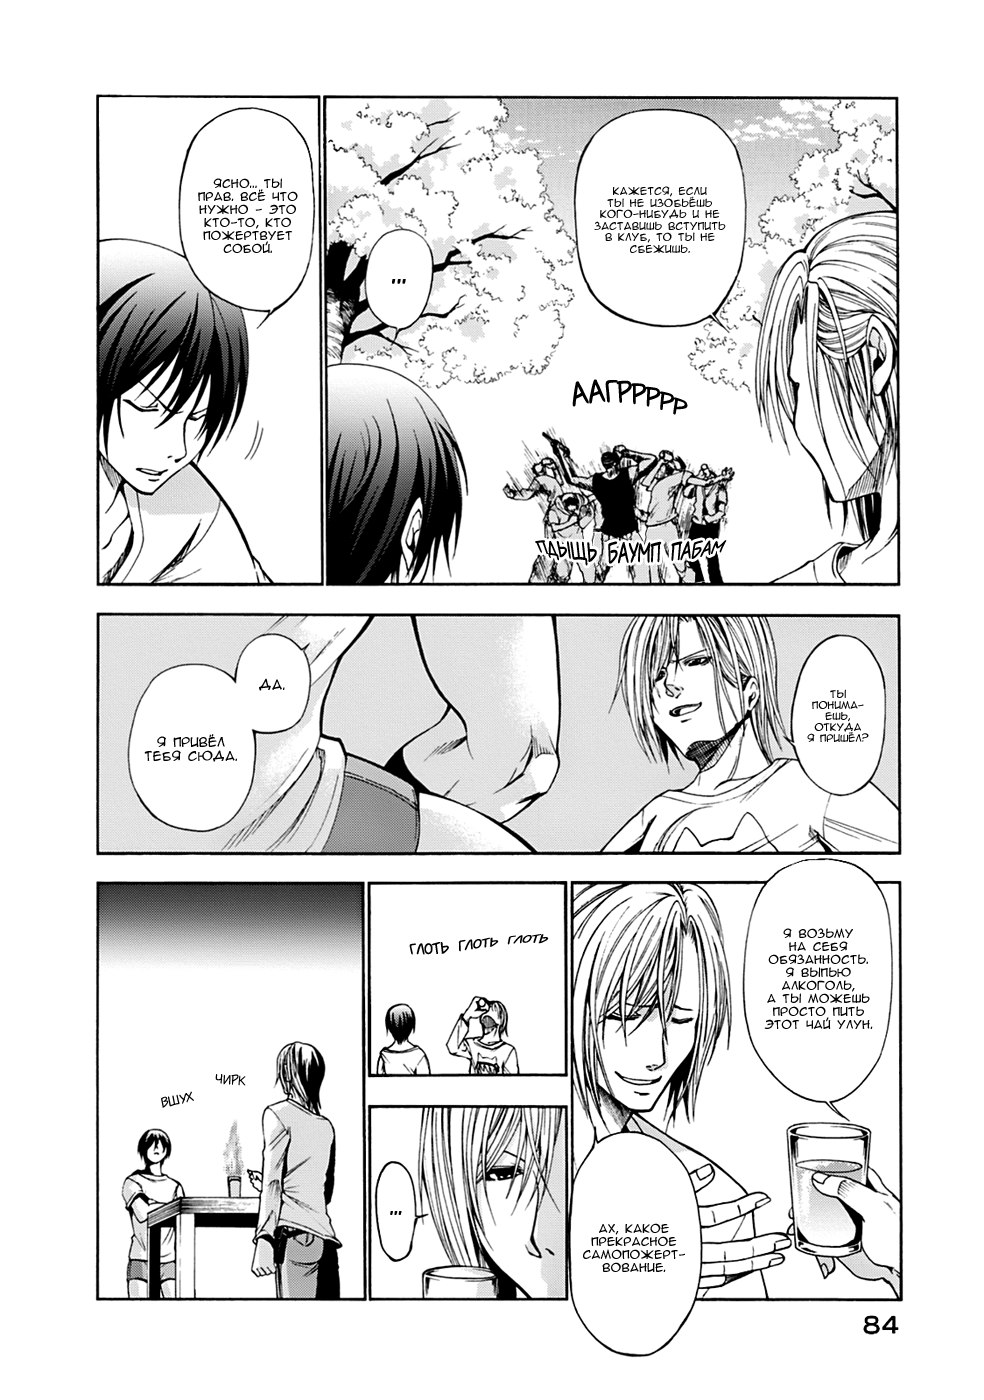 КАЖЕТСЯ, ЕСЛИ
ТЫ НЕ ИЗОБЬЁШЬ
КОГО-НИБУДЬ И НЕ
ЗАСТАВИШЬ ВСТУПИТЬ
В КЛУБ, ТО ТЫ НЕ
СБЕЖИШЬ.
...
ААГРРРРР
ПДЫЩЬ БАУМП ПАБАМ
ЯСНО... ТЫ
ПРАВ. ВСЁ ЧТО
НУЖНО - ЭТО
КТО-ТО, КТО
ПОЖЕРТВУЕТ
СОБОЙ.
ТЫ
ПОНИМА-
ЕШЬ,
ОТКУДА
Я ПРИШЁЛ?
ДА.
Я ПРИВЁЛ
ТЕБЯ СЮДА.
Я ВОЗЬМУ
НА СЕБЯ
ОБЯЗАННОСТЬ.
Я ВЫПЬЮ
АЛКОГОЛЬ,
А ТЫ МОЖЕШЬ
ПРОСТО ПИТЬ
ЭТОТ ЧАЙ УЛУН.
АХ, КАКОЕ
ПРЕКРАСНОЕ
САМОПОЖЕРТ-
ВОВАНИЕ.
ГЛОТЬ ГЛОТЬ ГЛОТЬ
...
ЧИРК
ВШУХ
84